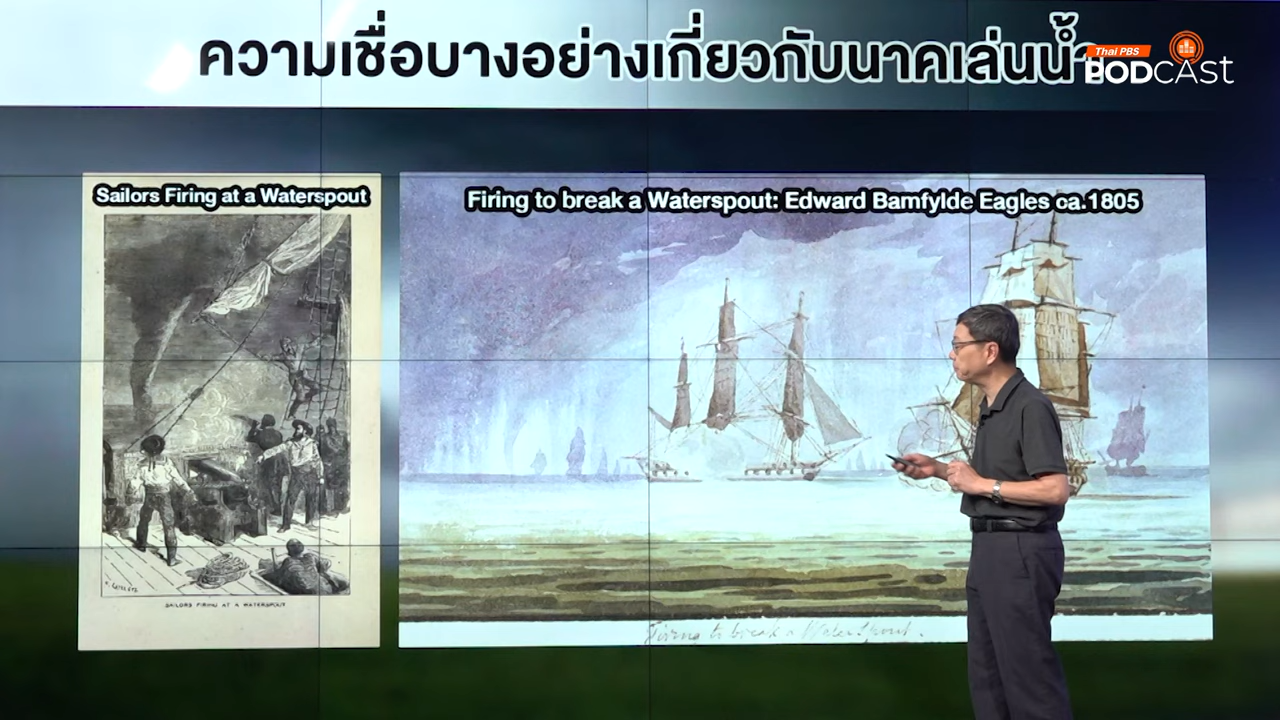 ความเชื่อบางอย่างเกี่ยวกับนาคเล่นน้ำ
Thai PBS
PODCAST
Sailors Firing at a Waterspout
Firing to break a Waterspout: Edward Bamfylde Eagles ca.1805
SAILORS FIRING AT A WATERSPOUT
Firing to break a Water Spout.